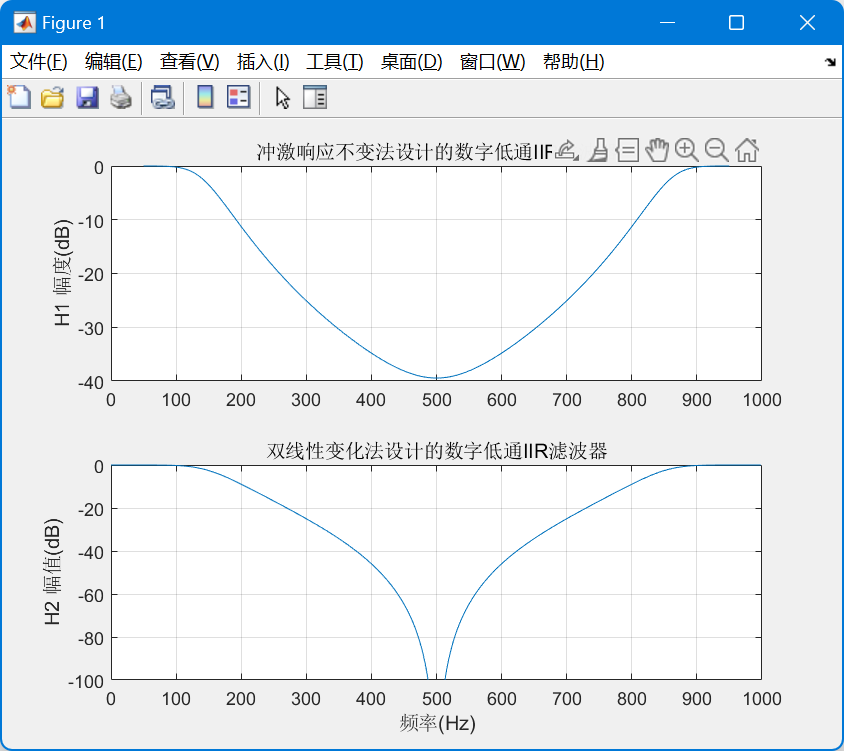 Figure 1
文件(F) 编辑(E) 查看(V) 插入(I) 工具(T) 桌面(D) 窗口(W) 帮助(H)
冲激响应不变法设计的数字低通IIF
0
-10
-20
-30
-40
H1 幅度(dB)
0 100 200 300 400 500 600 700 800 900 1000
双线性变化法设计的数字低通IIR滤波器
0
-20
-40
-60
-80
-100
H2 幅值(dB)
0 100 200 300 400 500 600 700 800 900 1000
频率(Hz)